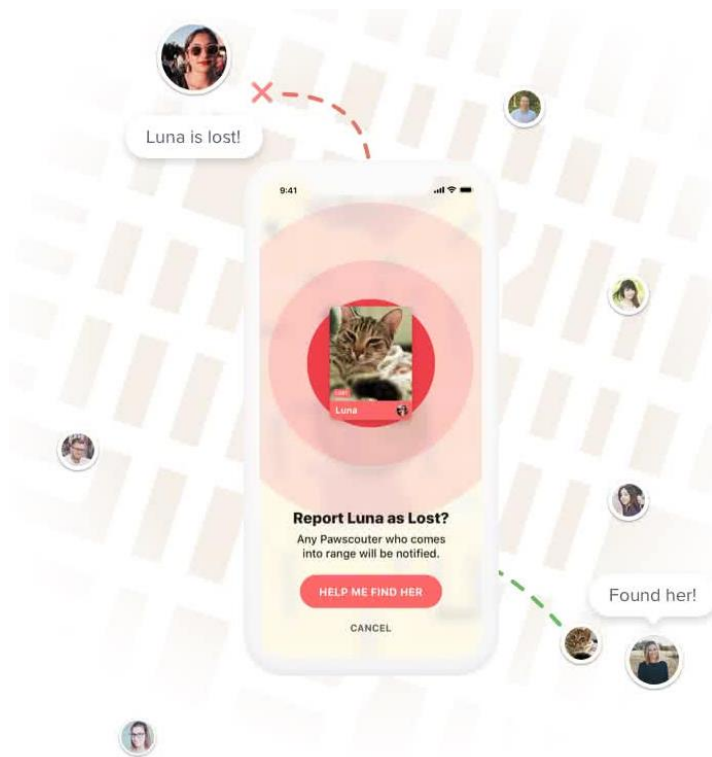 Luna is lost!
9:41
Luna
Report Luna as Lost?
Any Pawscouter who comes
into range will be notified.
HELP ME FIND HER
CANCEL
Found her!